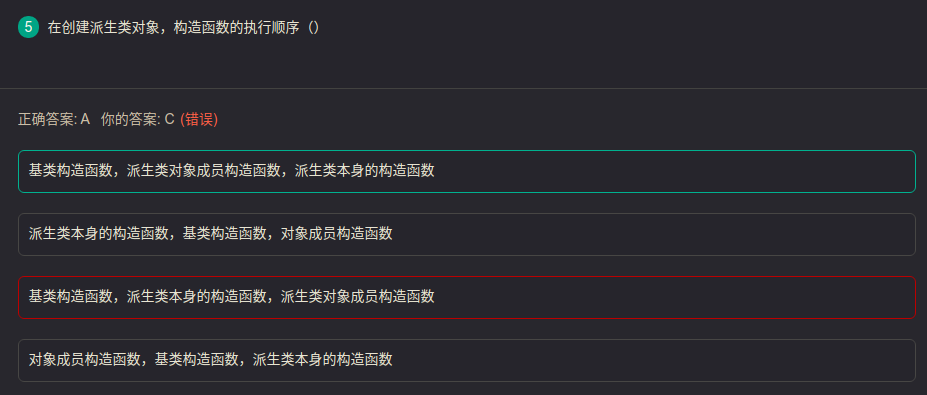 5 在创建派生类对象，构造函数的执行顺序（）
正确答案: A 你的答案: C (错误)
基类构造函数，派生类对象成员构造函数，派生类本身的构造函数
派生类本身的构造函数，基类构造函数，对象成员构造函数
基类构造函数，派生类本身的构造函数，派生类对象成员构造函数
对象成员构造函数，基类构造函数，派生类本身的构造函数